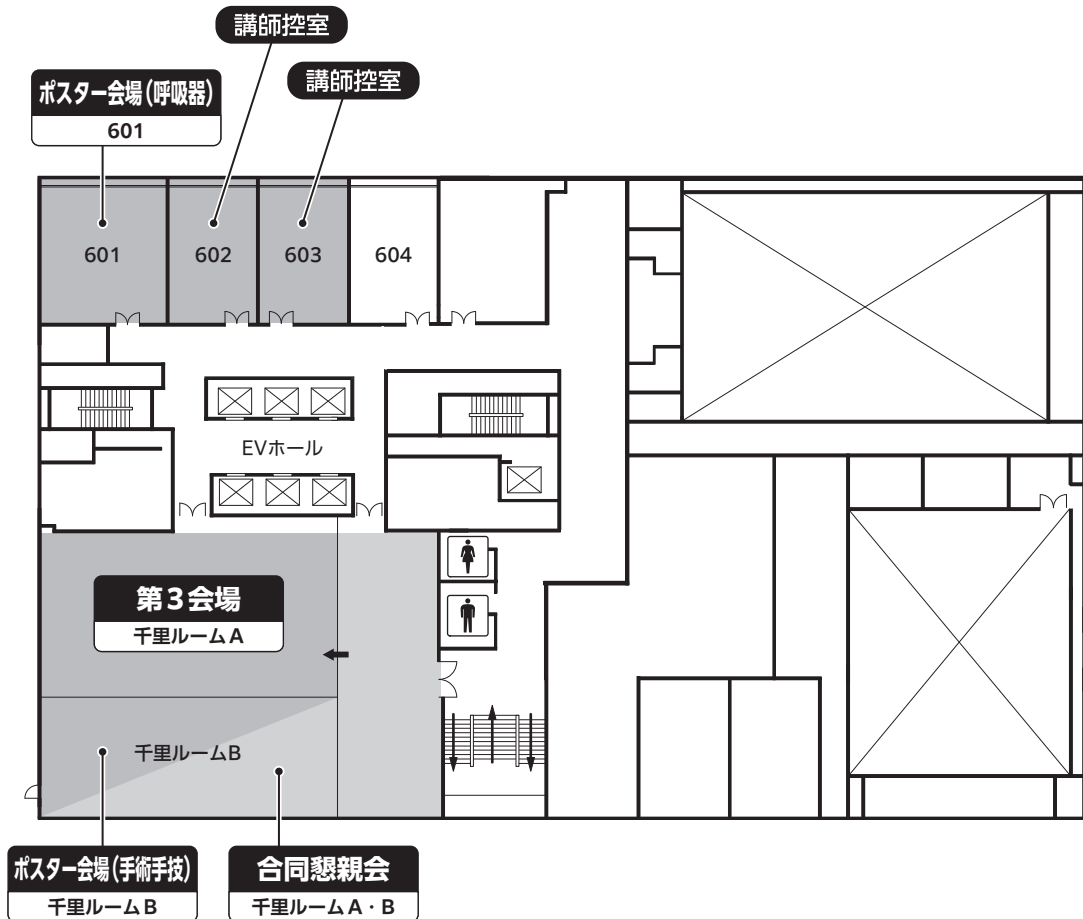 講師控室
講師控室
ポスター会場(呼吸器)
601
601
602
603
604
EVホール
第3会場
千里ルームA
千里ルームB
ポスター会場(手術手技)
千里ルームB
合同懇親会
千里ルームA・B